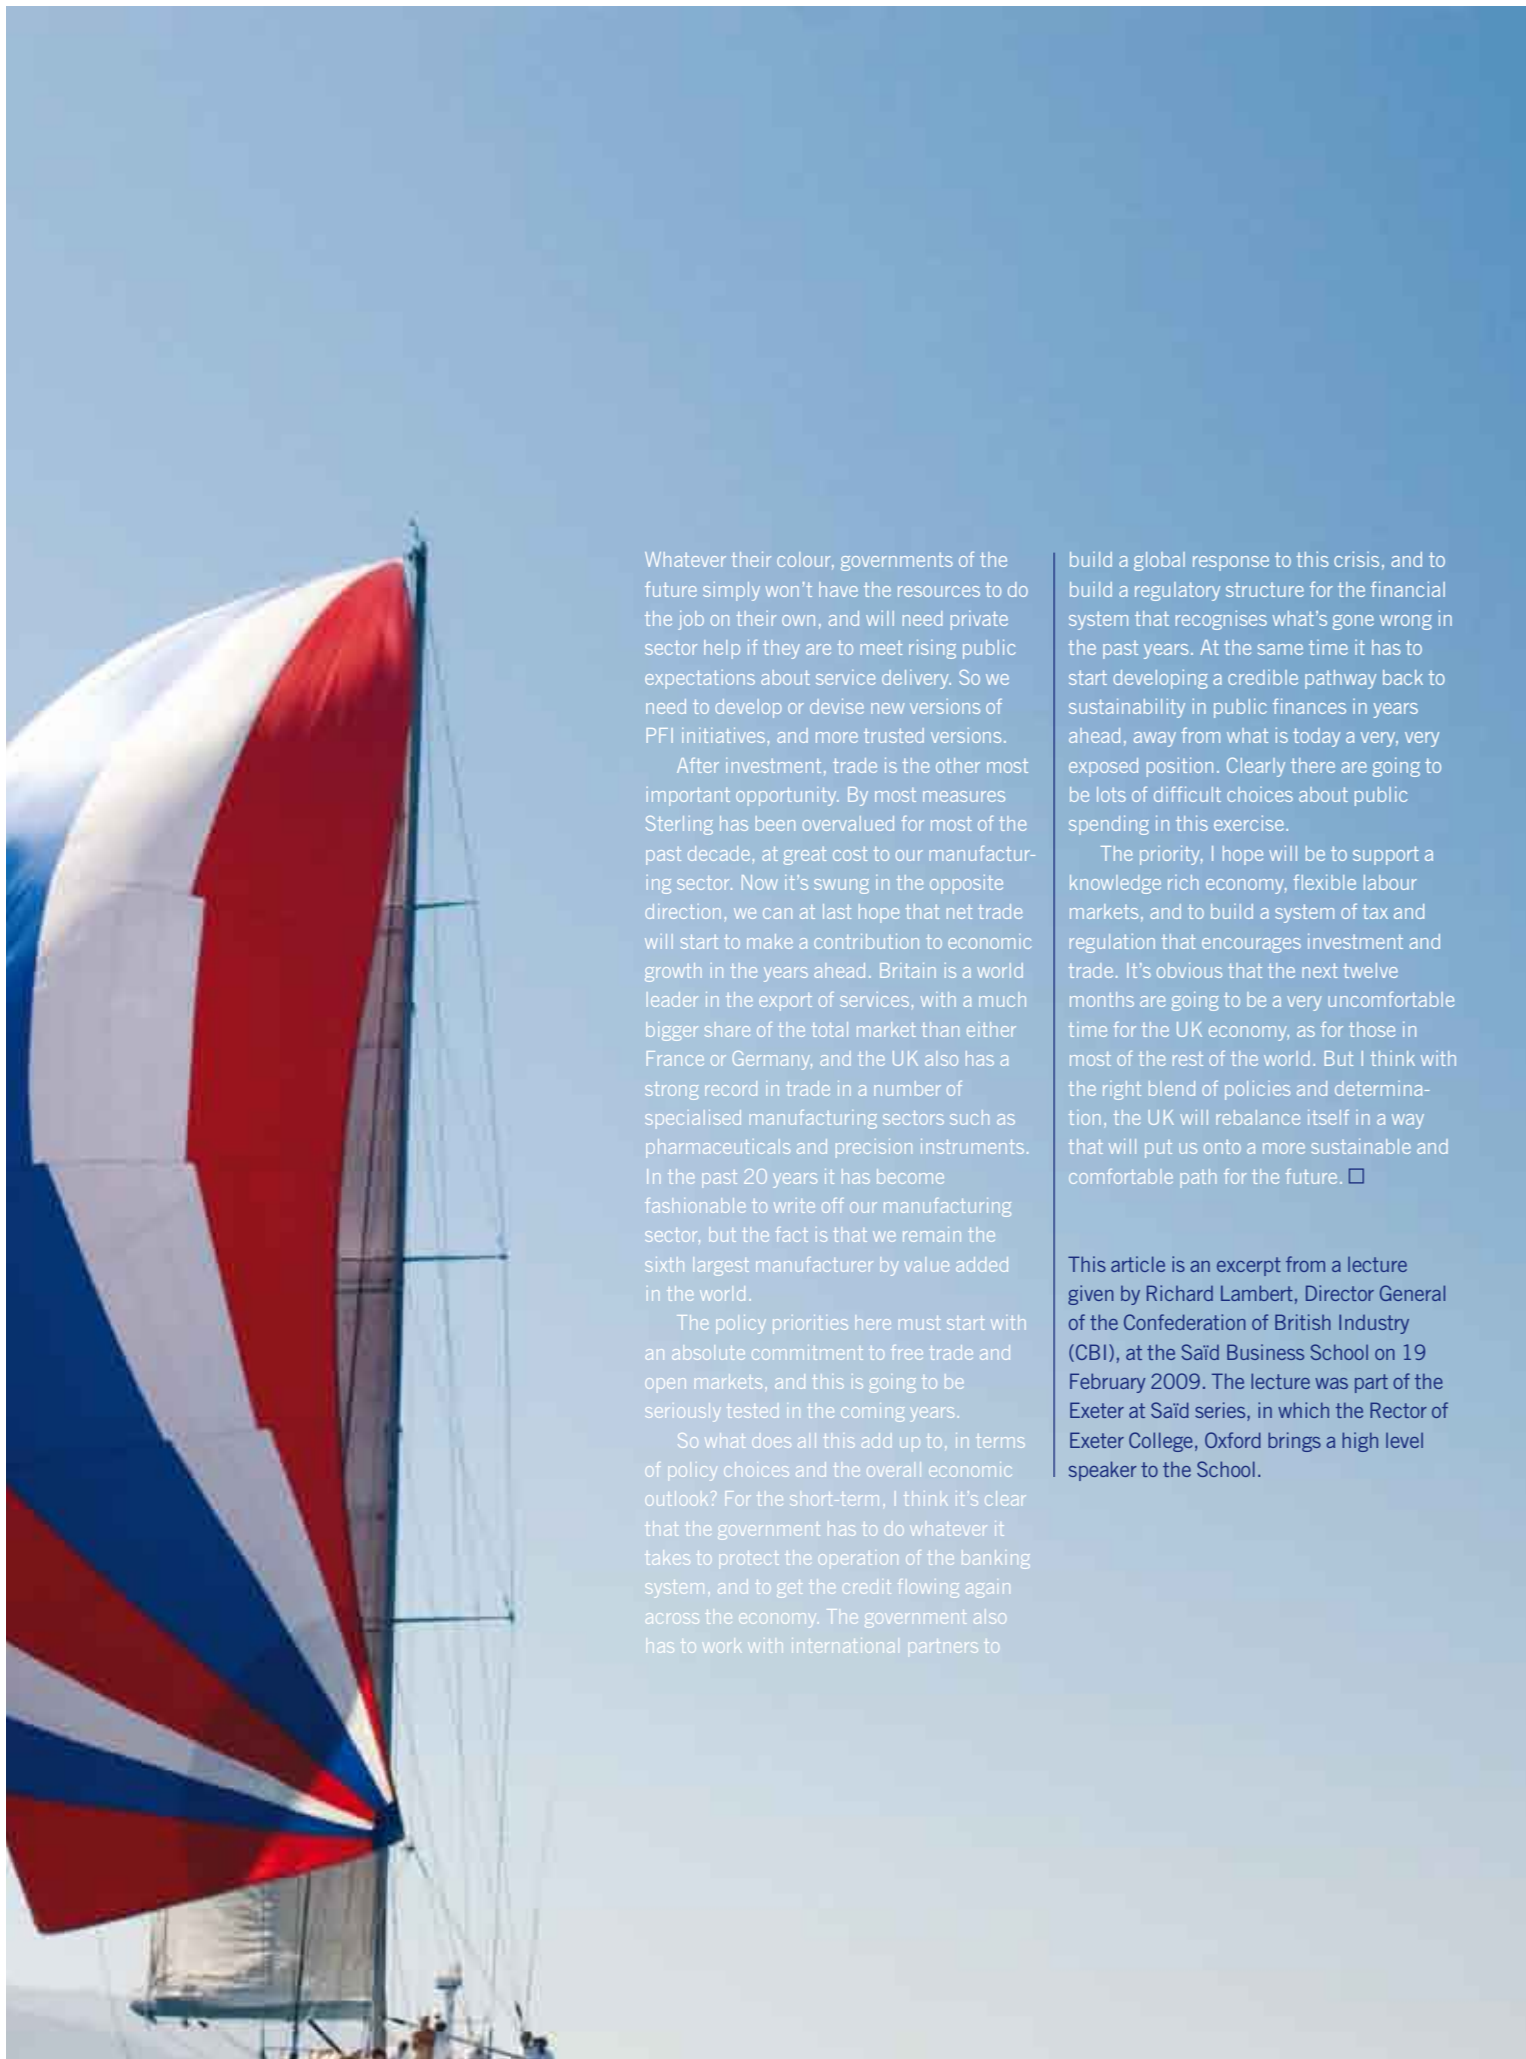 Whatever their colour, governments of the
future simply won't have the resources to do
the job on their own, and will need private
sector help if they are to meet rising public
expectations about service delivery. So we
need to develop or devise new versions of
PFI initiatives, and more trusted versions.
After investment, trade is the other most
important opportunity. By most measures
Sterling has been overvalued for most of the
past decade, at great cost to our manufactur-
ing sector. Now it's swung in the opposite
direction, we can at last hope that net trade
will start to make a contribution to economic
growth in the years ahead. Britain is a world
leader in the export of services, with a much
bigger share of the total market than either
France or Germany, and the UK also has a
strong record in trade in a number of
specialised manufacturing sectors such as
pharmaceuticals and precision instruments.
In the past 20 years it has become
fashionable to write off our manufacturing
sector, but the fact is that we remain the
sixth largest manufacturer by value added
in the world.
The policy priorities here must start with
an absolute commitment to free trade and
open markets, and this is going to be
seriously tested in the coming years.
So what does all this add up to, in terms
of policy choices and the overall economic
outlook? For the short-term, I think it's clear
that the government has to do whatever it
takes to protect the operation of the banking
system, and to get the credit flowing again
across the economy. The government also
has to work with international partners to
build a global response to this crisis, and to
build a regulatory structure for the financial
system that recognises what's gone wrong in
the past years. At the same time it has to
start developing a credible pathway back to
sustainability in public finances in years
ahead, away from what is today a very, very
exposed position. Clearly there are going to
be lots of difficult choices about public
spending in this exercise.
The priority, I hope will be to support a
knowledge rich economy, flexible labour
markets, and to build a system of tax and
regulation that encourages investment and
trade. It's obvious that the next twelve
months are going to be a very uncomfortable
time for the UK economy, as for those in
most of the rest of the world. But I think with
the right blend of policies and determina-
tion, the UK will rebalance itself in a way
that will put us onto a more sustainable and
comfortable path for the future. □
This article is an excerpt from a lecture
given by Richard Lambert, Director General
of the Confederation of British Industry
(CBI), at the Saïd Business School on 19
February 2009. The lecture was part of the
Exeter at Saïd series, in which the Rector of
Exeter College, Oxford brings a high level
speaker to the School.